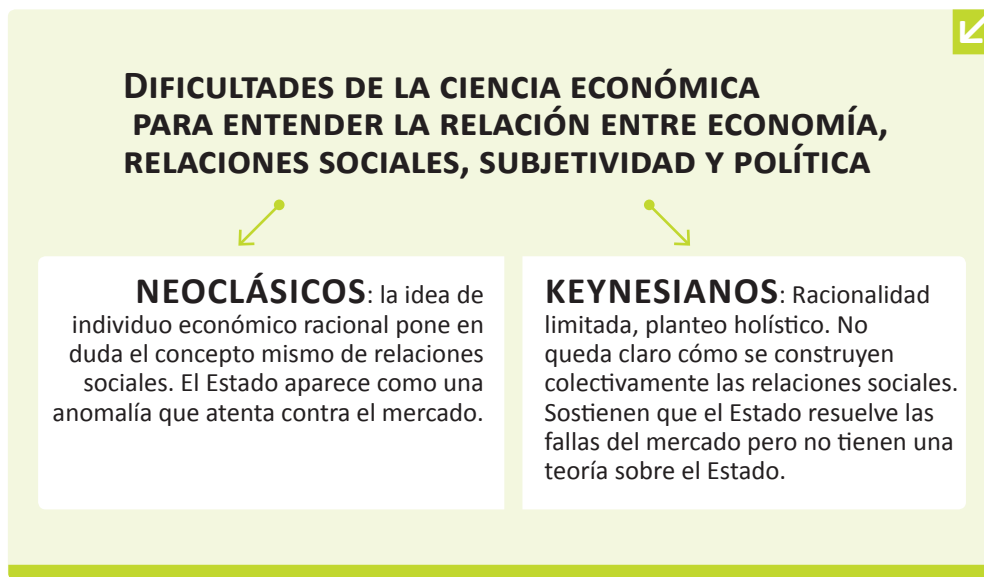 DIFICULTADES DE LA CIENCIA ECONÓMICA
PARA ENTENDER LA RELACIÓN ENTRE ECONOMÍA,
RELACIONES SOCIALES, SUBJETIVIDAD Y POLÍTICA
NEOCLÁSICOS: la idea de
individuo económico racional pone en
duda el concepto mismo de relaciones
sociales. El Estado aparece como una
anomalía que atenta contra el mercado.
KEYNESIANOS: Racionalidad
limitada, planteo holístico. No
queda claro cómo se construyen
colectivamente las relaciones sociales.
Sostienen que el Estado resuelve las
fallas del mercado pero no tienen una
teoría sobre el Estado.